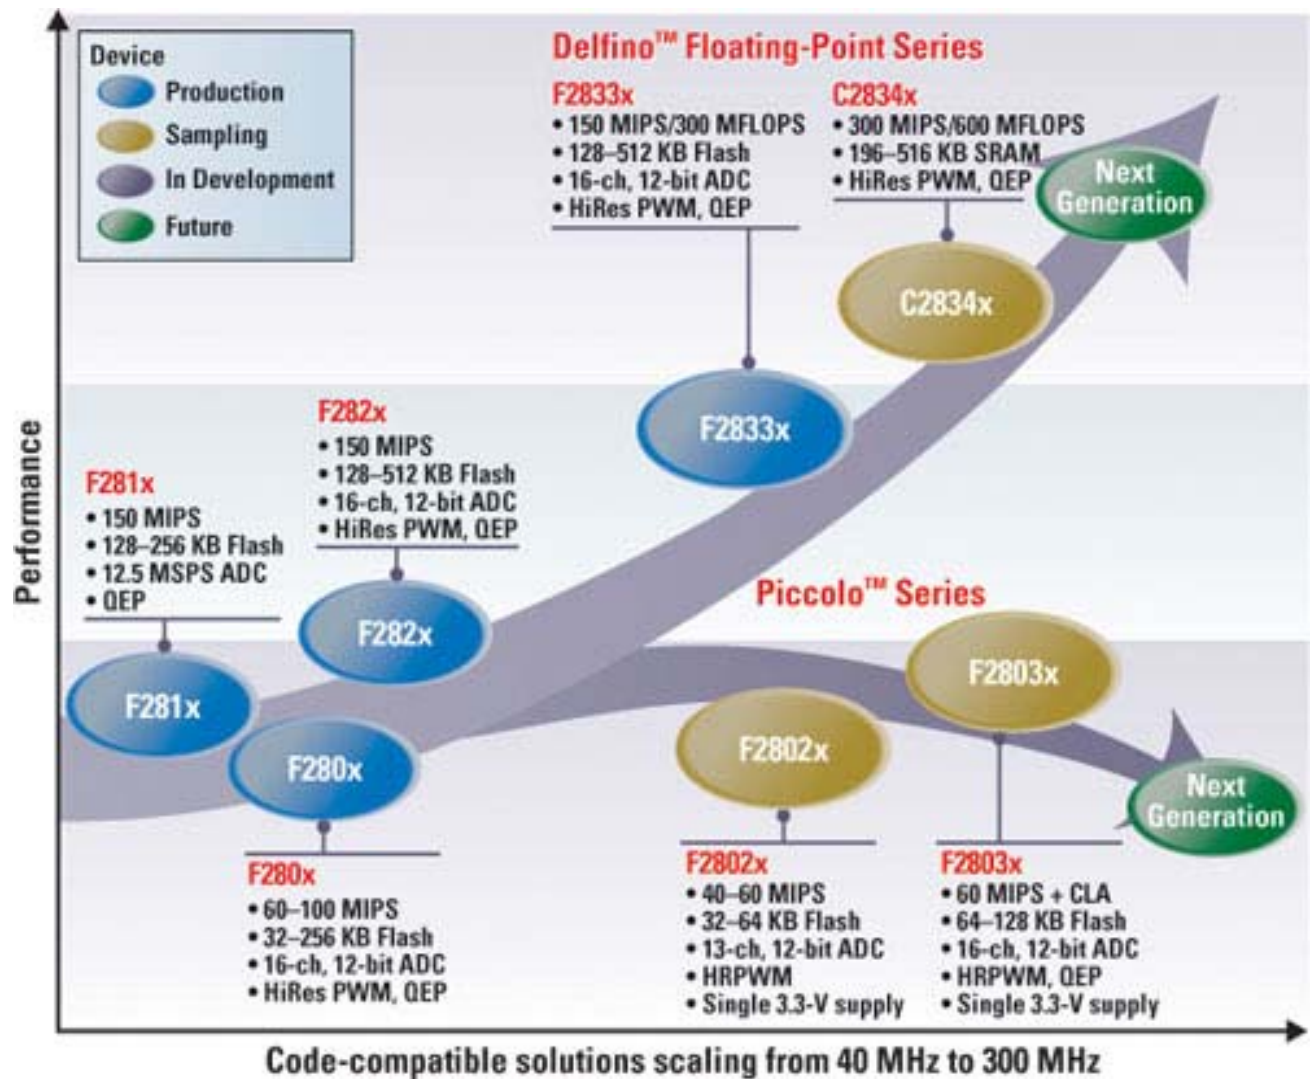 Device
Production
Sampling
In Development
Future
Delfino™ Floating-Point Series
F2833x
• 150 MIPS/300 MFLOPS
• 128–512 KB Flash
• 16-ch, 12-bit ADC
• HiRes PWM, QEP
C2834x
• 300 MIPS/600 MFLOPS
• 196–516 KB SRAM
• HiRes PWM, QEP
Next
Generation
C2834x
F2833x
F282x
• 150 MIPS
• 128–512 KB Flash
• 16-ch, 12-bit ADC
• HiRes PWM, QEP
F281x
• 150 MIPS
• 128–256 KB Flash
• 12.5 MSPS ADC
• QEP
Performance
Piccolo™ Series
F282x
F2803x
F281x
F280x
F2802x
Next
Generation
F280x
• 60–100 MIPS
• 32–256 KB Flash
• 16-ch, 12-bit ADC
• HiRes PWM, QEP
F2802x
• 40–60 MIPS
• 32–64 KB Flash
• 13-ch, 12-bit ADC
• HRPWM
• Single 3.3-V supply
F2803x
• 60 MIPS + CLA
• 64–128 KB Flash
• 16-ch, 12-bit ADC
• HRPWM, QEP
• Single 3.3-V supply
Code-compatible solutions scaling from 40 MHz to 300 MHz